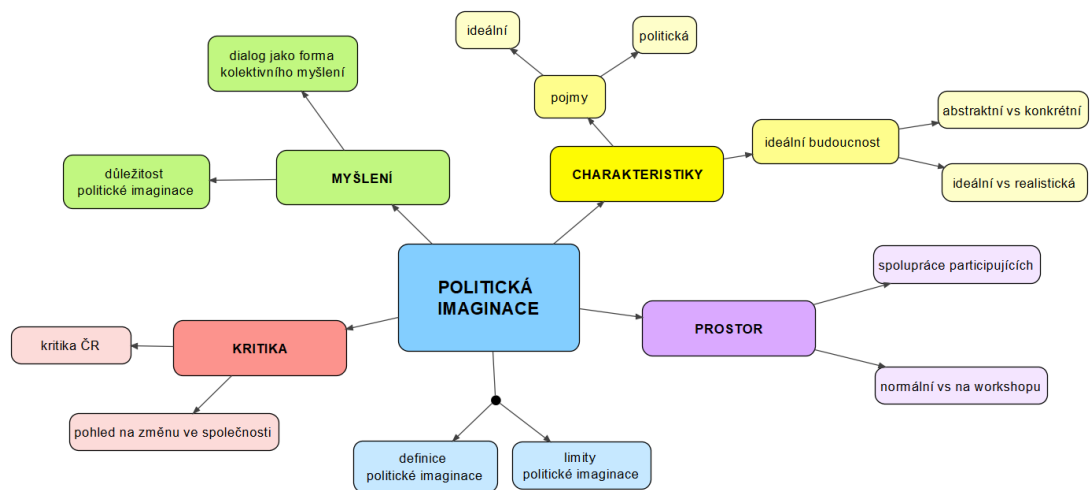 ideální
politická
dialog jako forma
kolektivního myšlení
pojmy
abstraktní vs konkrétní
ideální budoucnost
důležitost
politické imaginace
MYŠLENÍ
CHARAKTERISTIKY
ideální vs realistická
POLITICKÁ
IMAGINACE
spolupráce participujících
PROSTOR
kritika ČR
KRITIKA
normální vs na workshopu
pohled na změnu ve společnosti
definice
politické imaginace
limity
politické imaginace